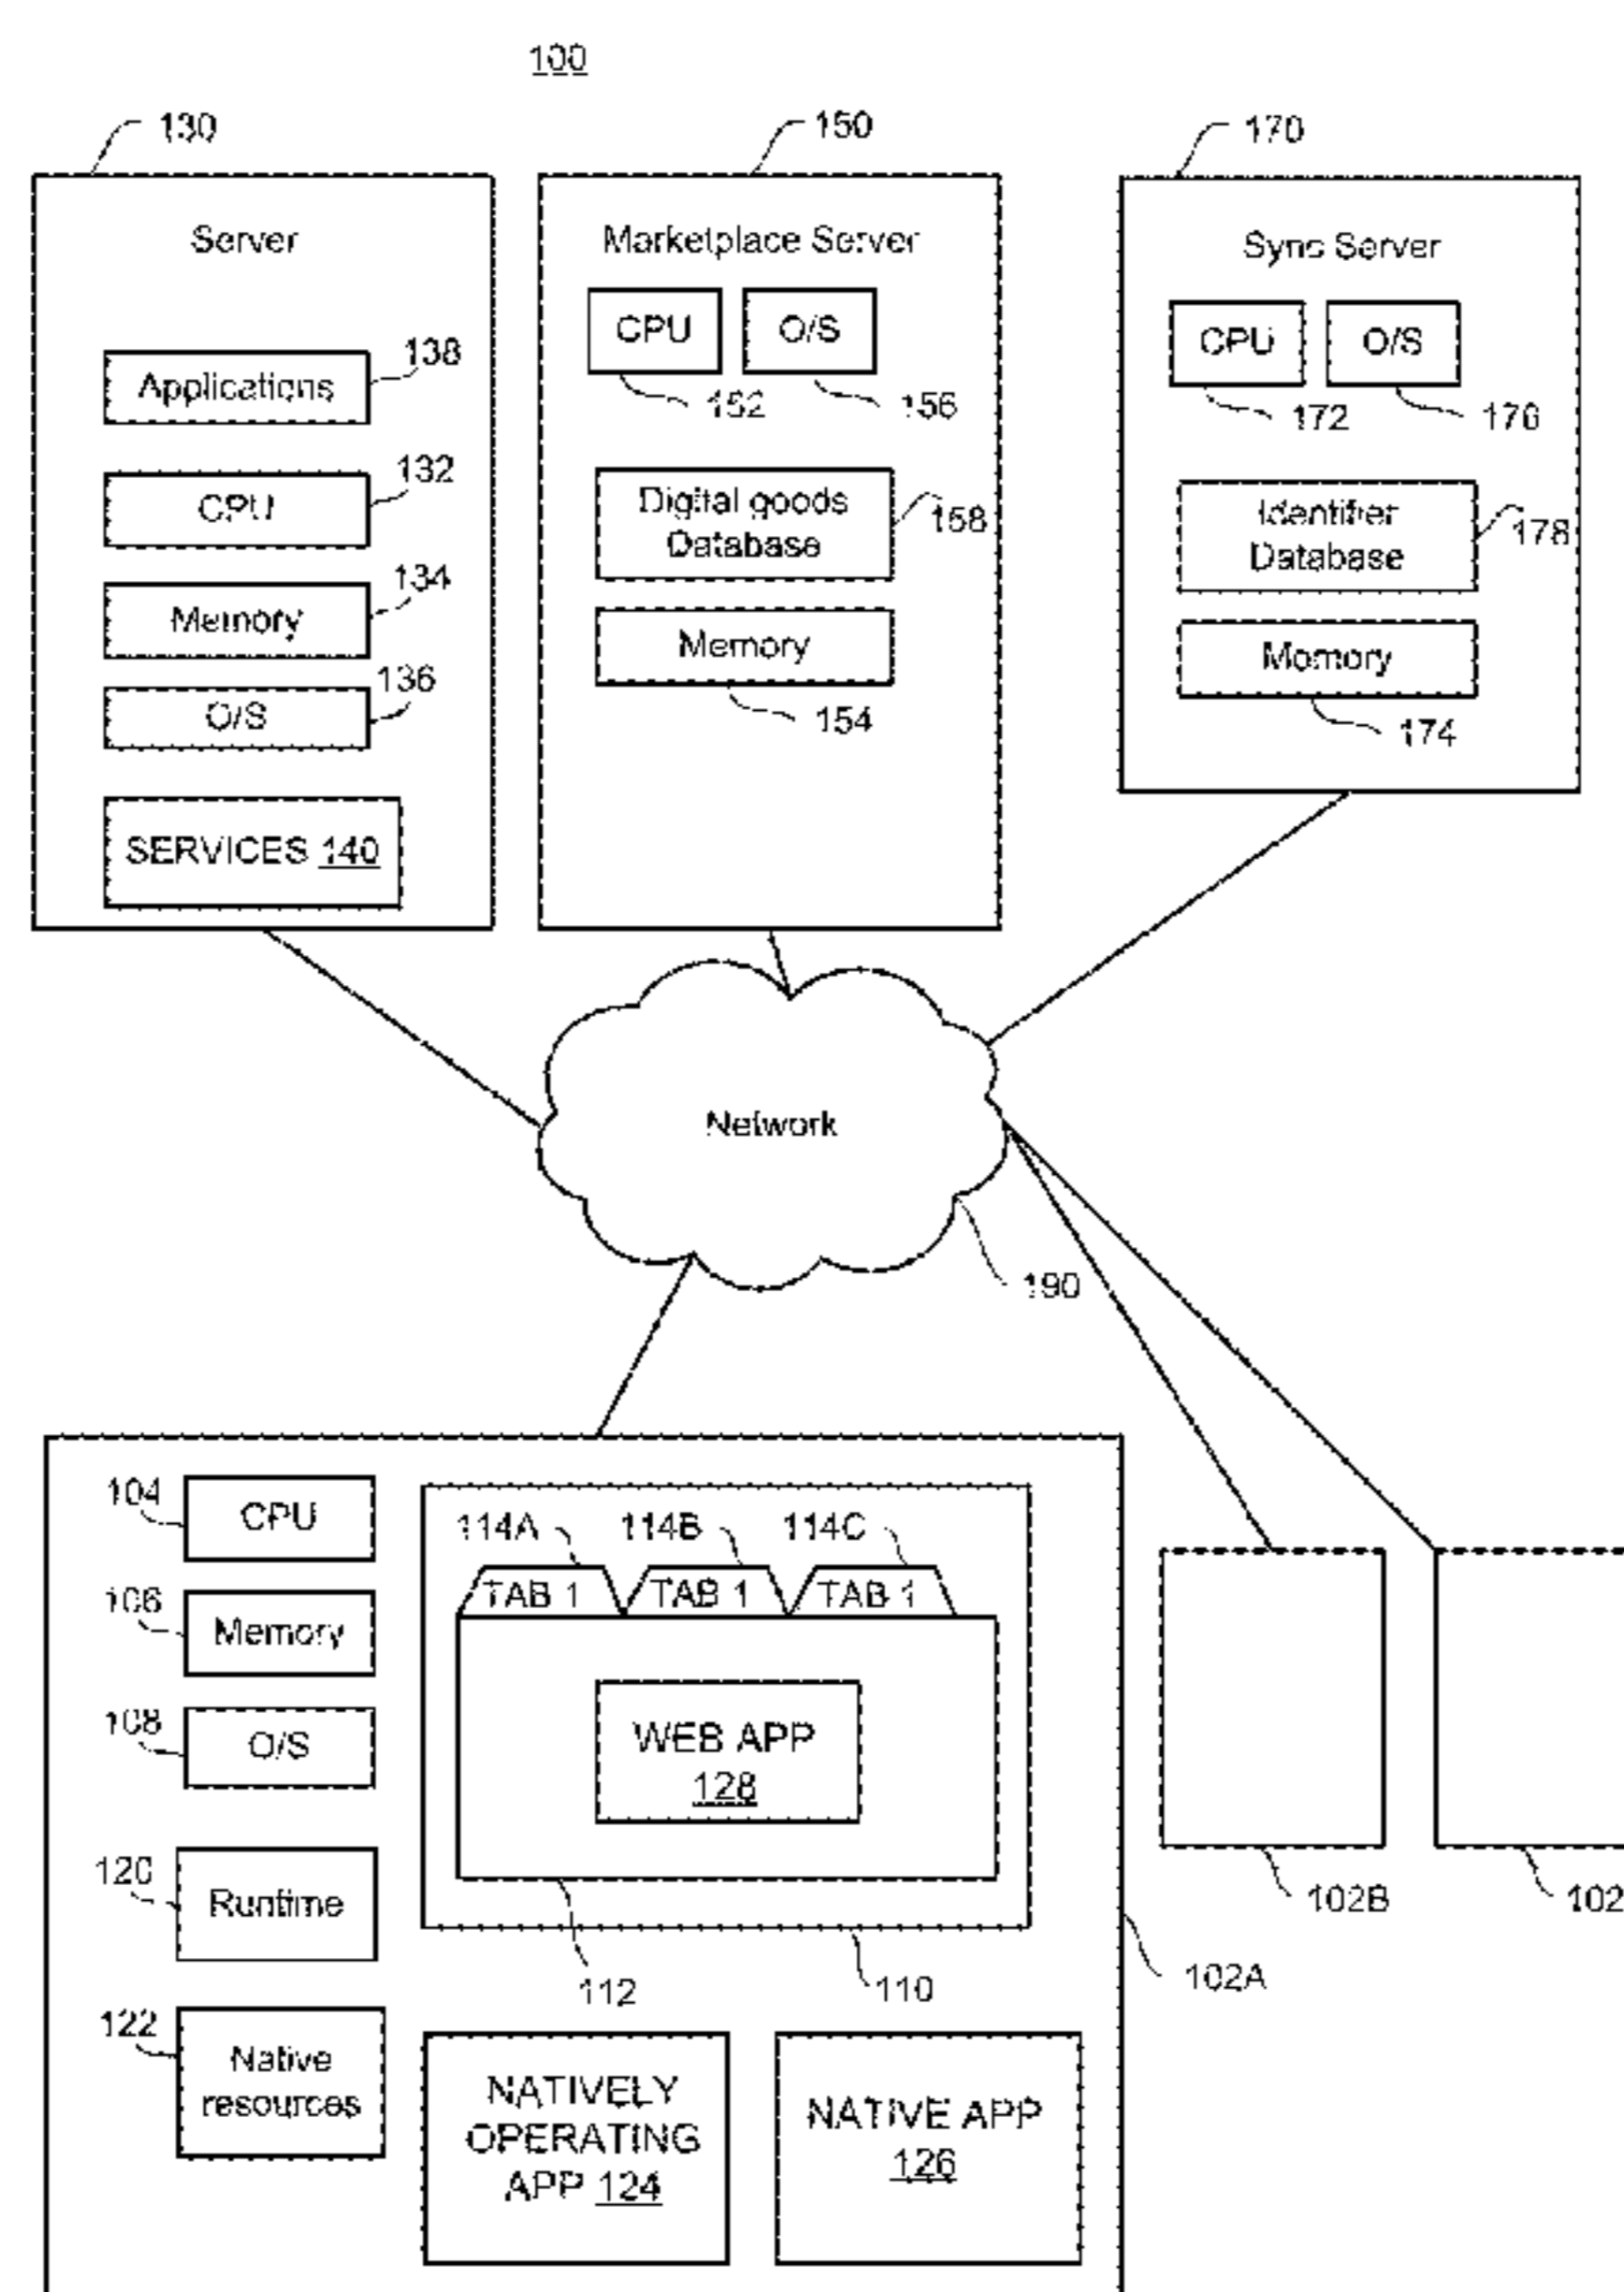 100
130
150
170
Server
Applications
138
CPU
132
Memory
134
O/S
136
SERVICES 140
Marketplace Server
CPU
O/S
152
156
Digital goods
Database
158
Memory
154
Sync Server
CPU
O/S
172
176
Identifier
Database
178
Memory
174
Network
190
104
CPU
106
Memory
108
O/S
120
Runtime
122
Native
resources
114A
114B
114C
TAB 1
TAB 1
TAB 1
WEB APP
128
112
110
NATIVELY
OPERATING
APP 124
NATIVE APP
126
102A
102B
102